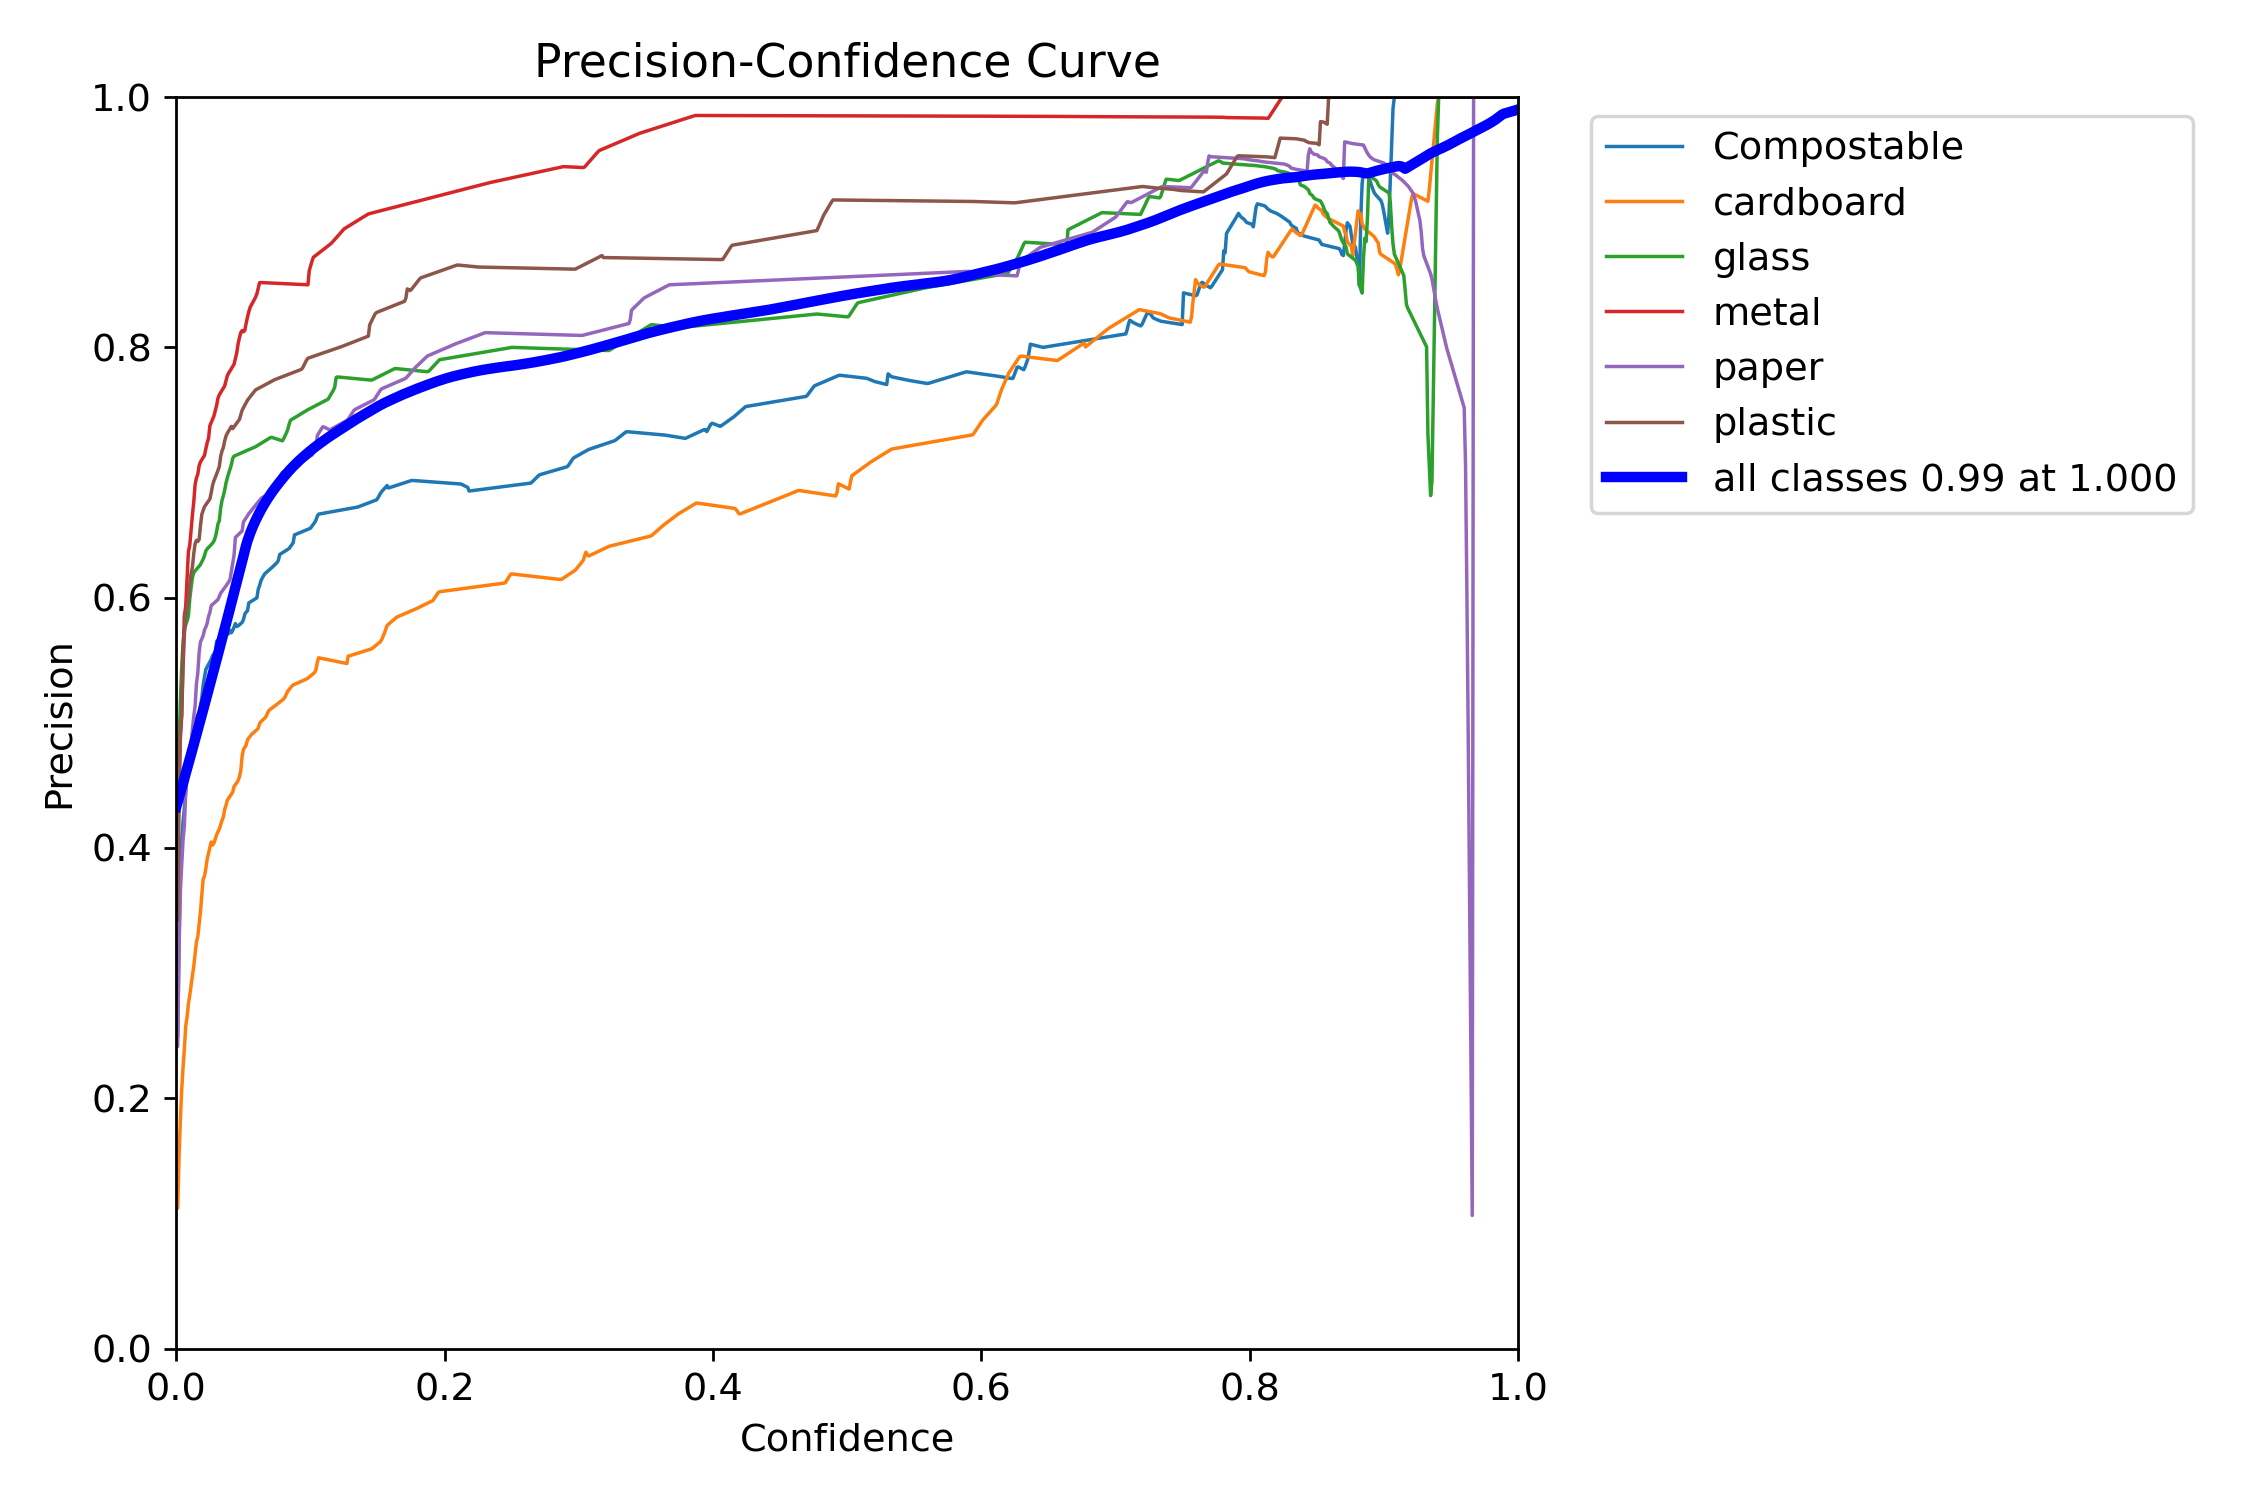 Precision-Confidence Curve
1.0
0.8
0.6
0.4
0.2
0.0
Precision
0.0 0.2 0.4 0.6 0.8 1.0
Confidence
Compostable
cardboard
glass
metal
paper
plastic
all classes 0.99 at 1.000